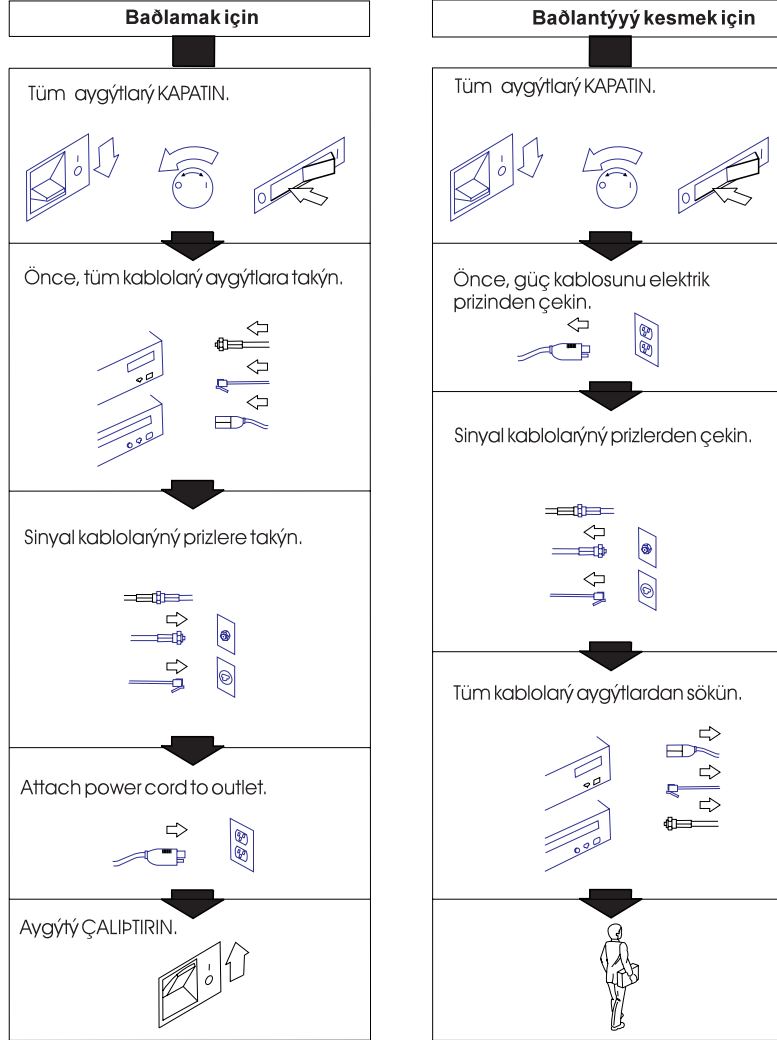 Baðlamak için
Tüm aygýtlarý KAPATIN.
Önce, tüm kablolarý aygýtlara takýn.
Sinyal kablolarýný prizlere takýn.
Attach power cord to outlet.
Aygýtý ÇALIÞTIRIN.
Baðlantýyý kesmek için
Tüm aygýtlarý KAPATIN.
Önce, güç kablosunu elektrik
prizinden çekin.
Sinyal kablolarýný prizlerden çekin.
Tüm kablolarý aygýtlardan sökün.